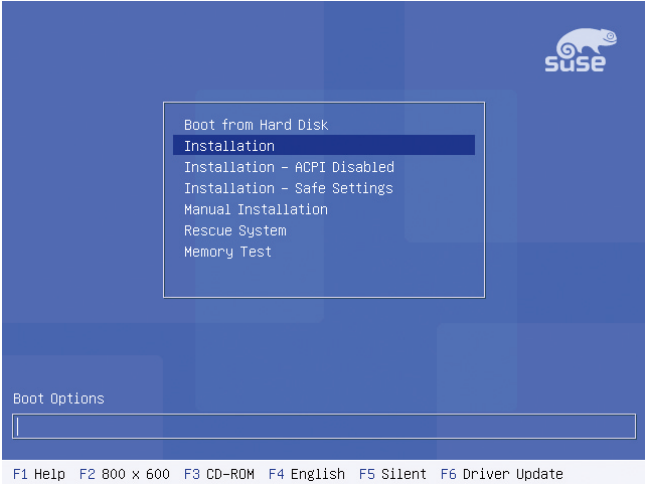 suse
Boot from Hard Disk
Installation
Installation – ACPI Disabled
Installation – Safe Settings
Manual Installation
Rescue System
Memory Test
Boot Options
F1 Help F2 800 x 600 F3 CD-ROM F4 English F5 Silent F6 Driver Update